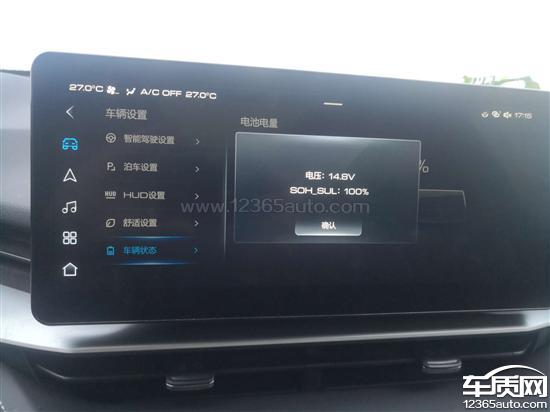 27.0°C A/C OFF 27.0°C
车辆设置
智能驾驶设置
泊车设置
HUD HUD设置
舒适设置
车辆状态
电池电量
17:15
电压：14.8V
SOH_SUL：100%
确认
%
www.12365auto.com
车质网
12365auto.com